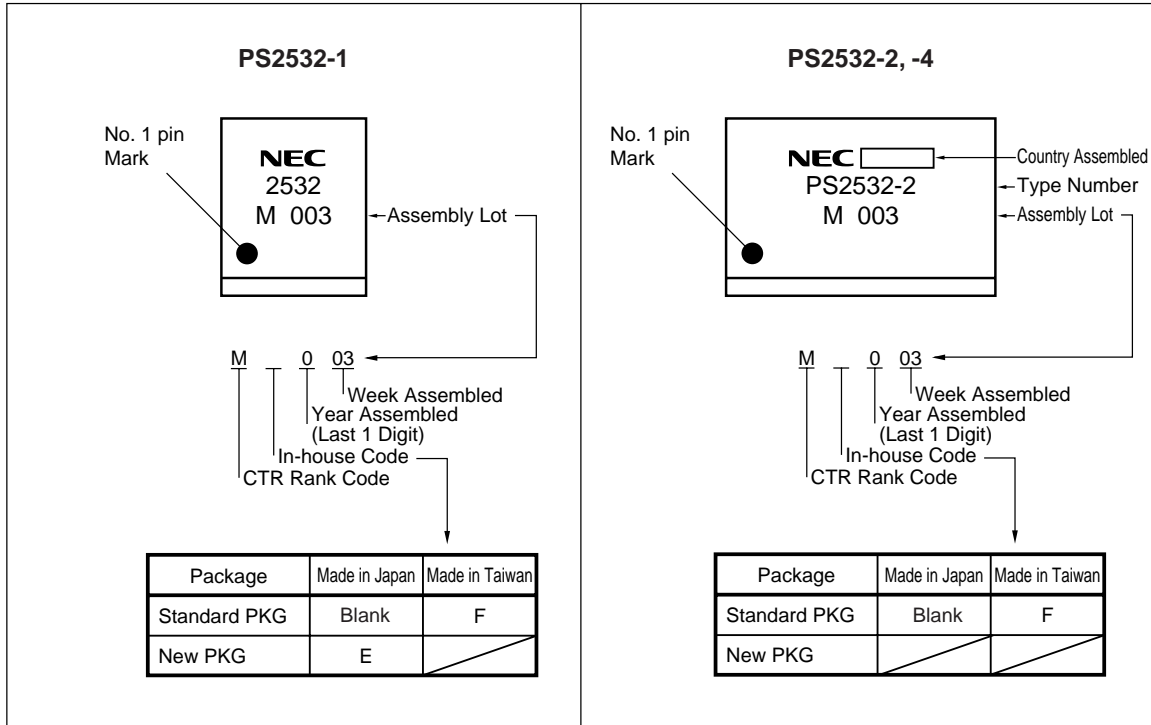 PS2532-1
No. 1 pin
Mark
NEC
2532
M 003
Assembly Lot
M 0 03
Week Assembled
Year Assembled
(Last 1 Digit)
In-house Code
CTR Rank Code
Package Made in Japan Made in Taiwan
Standard PKG Blank F
New PKG E
PS2532-2, -4
No. 1 pin
Mark
NEC
Country Assembled
PS2532-2
Type Number
M 003
Assembly Lot
M 0 03
Week Assembled
Year Assembled
(Last 1 Digit)
In-house Code
CTR Rank Code
Package Made in Japan Made in Taiwan
Standard PKG Blank F
New PKG